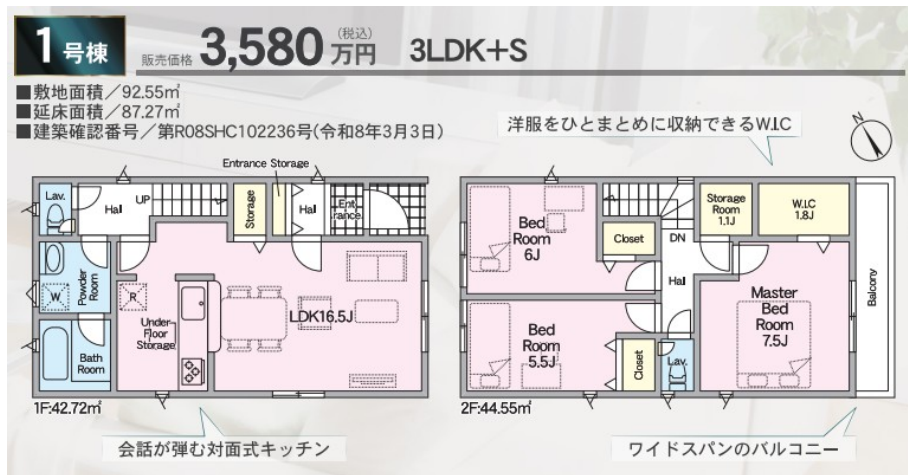 1号棟
販売価格 3,580万円(税込)
3LDK+S
■敷地面積／92.55㎡
■延床面積／87.27㎡
■建築確認番号／第R08SHC102236号(令和8年3月3日)
洋服をひとまとめに収納できるW.I.C
N
Entrance Storage
Lav.
Hall
UP
Storage
Hall
Ent
rance.
Powder
Room
W
R
Under
Floor
Storage
LDK16.5J
Bath
Room
1F:42.72㎡
会話が弾む対面式キッチン
Bed
Room
6J
Closet
DN
Storage
Room
1.1J
W.I.C
1.8J
Hall
Balcony
Master
Bed
Room
7.5J
Bed
Room
5.5J
Closet
Lav.
2F:44.55㎡
ワイドスパンのバルコニー